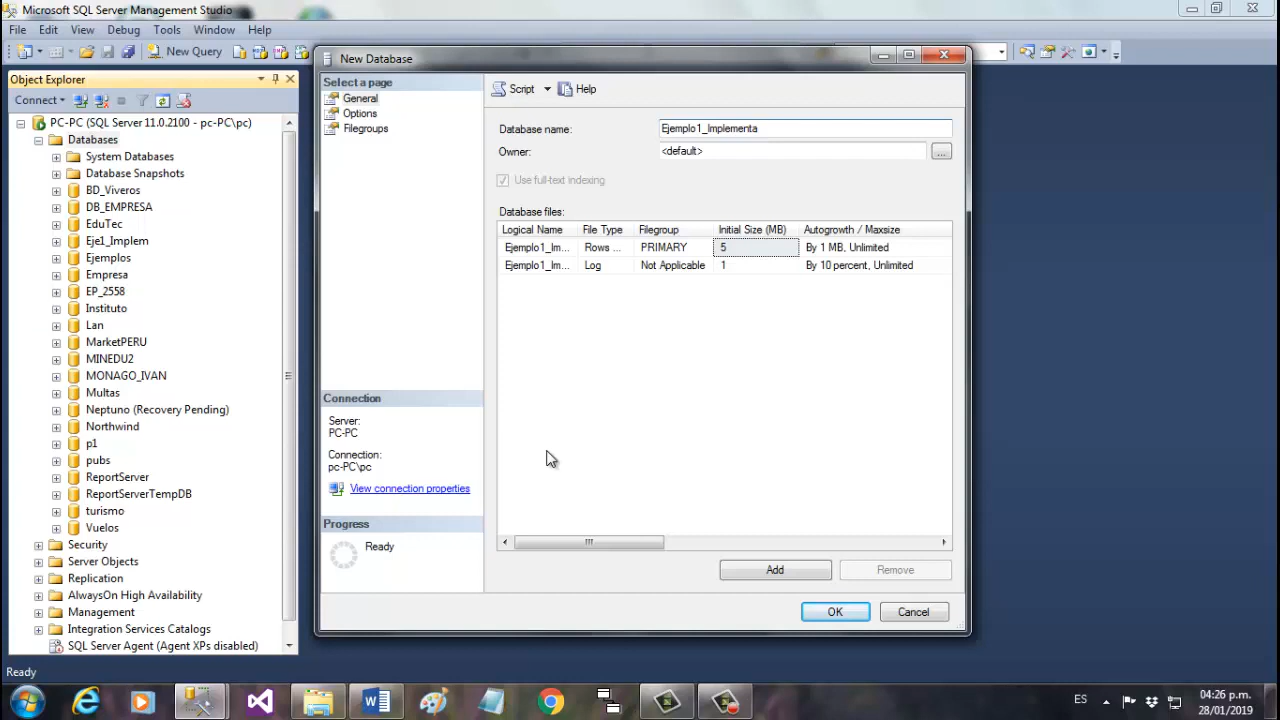 Microsoft SQL Server Management Studio
File Edit View Debug Tools Window Help
New Query
Object Explorer
Connect
PC-PC (SQL Server 11.0.2100 - pc-PC\pc)
Databases
System Databases
Database Snapshots
BD_Viveros
DB_EMPRESA
EduTec
Eje1_Implem
Ejemplos
Empresa
EP_2558
Instituto
Lan
MarketPERU
MINEDU2
MONAGO_IVAN
Multas
Neptuno (Recovery Pending)
Northwind
p1
pubs
ReportServer
ReportServerTempDB
turismo
Vuelos
Security
Server Objects
Replication
AlwaysOn High Availability
Management
Integration Services Catalogs
SQL Server Agent (Agent XPs disabled)
New Database
Select a page
General
Options
Filegroups
Connection
Server:
PC-PC
Connection:
pc-PC\pc
View connection properties
Progress
Ready
Script Help
Database name: Ejemplo1_Implementa
Owner: <default> ...
Use full-text indexing
Database files:
Logical Name File Type Filegroup Initial Size (MB) Autogrowth / Maxsize
Ejemplo1_Im... Rows ... PRIMARY 5 By 1 MB, Unlimited
Ejemplo1_Im... Log Not Applicable 1 By 10 percent, Unlimited
Add Remove
OK Cancel
Ready
ES
04:26 p.m.
28/01/2019